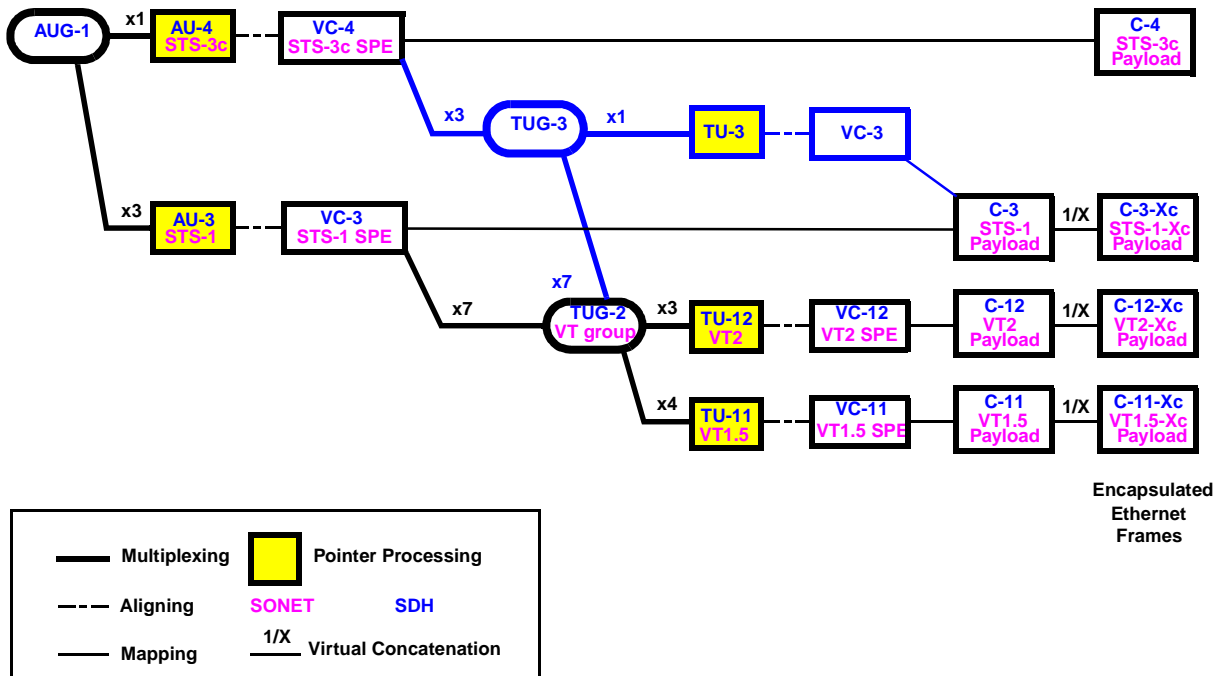 AUG-1
x1
AU-4
STS-3c
VC-4
STS-3c SPE
C-4
STS-3c
Payload
x3
TUG-3
x1
TU-3
VC-3
x3
AU-3
STS-1
VC-3
STS-1 SPE
C-3
STS-1
Payload
1/X
C-3-Xc
STS-1-Xc
Payload
x7
x7
TUG-2
VT group
x3
TU-12
VT2
VC-12
VT2 SPE
C-12
VT2
Payload
1/X
C-12-Xc
VT2-Xc
Payload
x4
TU-11
VT1.5
VC-11
VT1.5 SPE
C-11
VT1.5
Payload
1/X
C-11-Xc
VT1.5-Xc
Payload
Encapsulated
Ethernet
Frames
Multiplexing
Pointer Processing
Aligning
SONET
SDH
Mapping
1/X
Virtual Concatenation